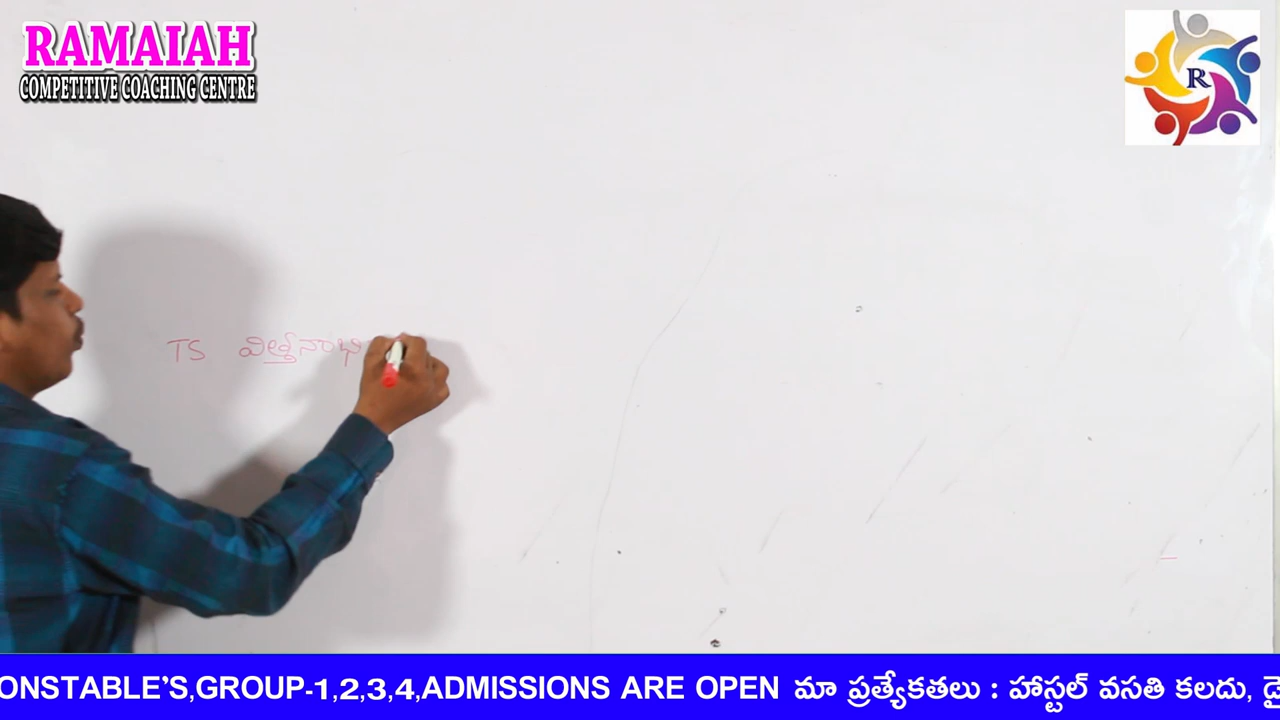 RAMAIAH
COMPETITIVE COACHING CENTRE
R
TS విత్తనాభి
ONSTABLE'S,GROUP-1,2,3,4,ADMISSIONS ARE OPEN మా ప్రత్యేకతలు : హాస్టల్ వసతి కలదు, డై